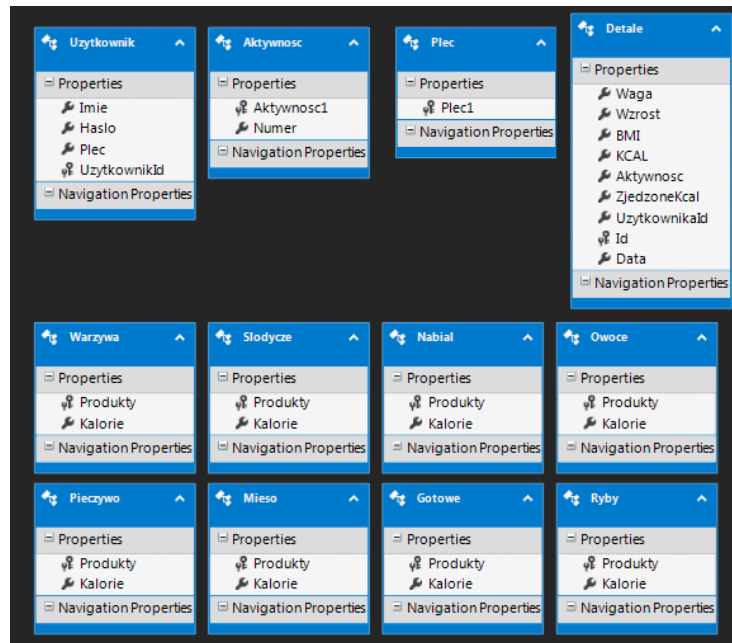 Uzytkownik
Properties
Imie
Haslo
Plec
UzytkownikId
Navigation Properties
Aktywnosc
Properties
Aktywnosc1
Numer
Navigation Properties
Plec
Properties
Plec1
Navigation Properties
Detale
Properties
Waga
Wzrost
BMI
KCAL
Aktywnosc
ZjedzoneKcal
UzytkownikaId
Id
Data
Navigation Properties
Warzywa
Properties
Produkty
Kalorie
Navigation Properties
Slodycze
Properties
Produkty
Kalorie
Navigation Properties
Nabial
Properties
Produkty
Kalorie
Navigation Properties
Owoce
Properties
Produkty
Kalorie
Navigation Properties
Pieczywo
Properties
Produkty
Kalorie
Navigation Properties
Mieso
Properties
Produkty
Kalorie
Navigation Properties
Gotowe
Properties
Produkty
Kalorie
Navigation Properties
Ryby
Properties
Produkty
Kalorie
Navigation Properties